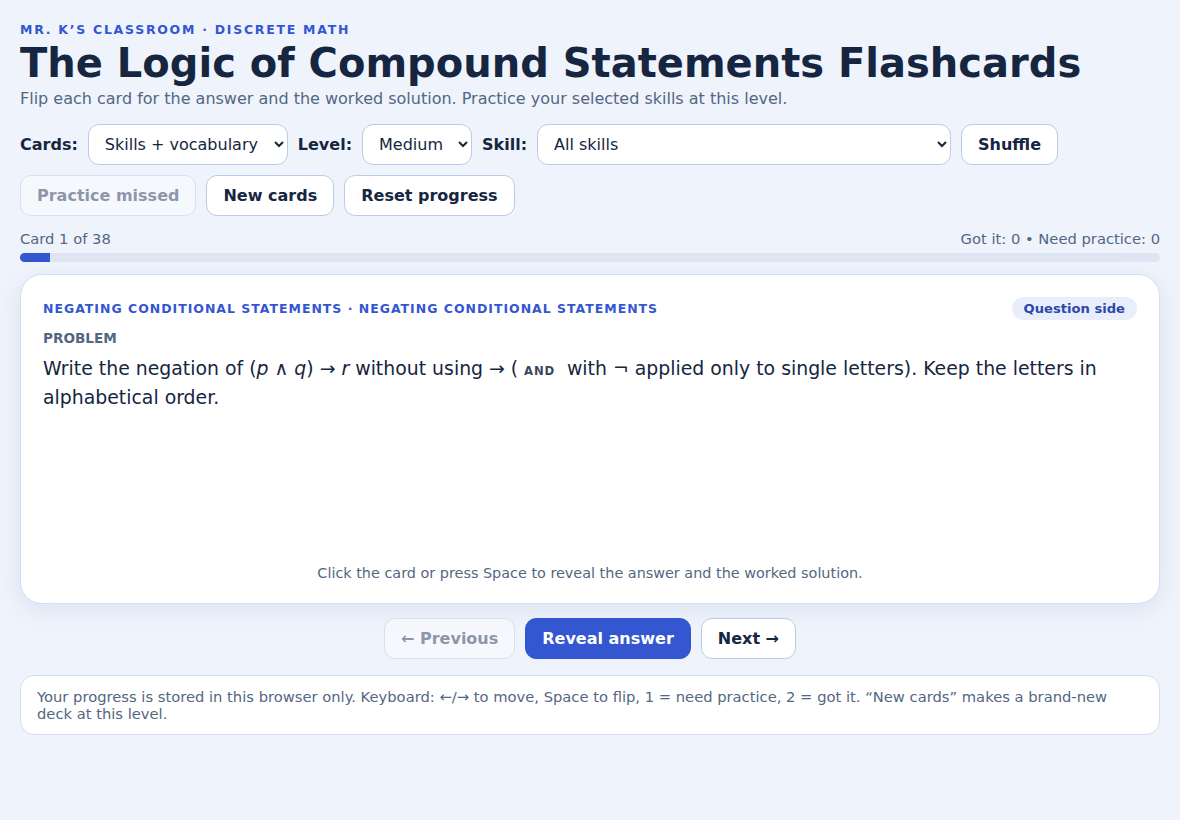 MR. K’S CLASSROOM · DISCRETE MATH
The Logic of Compound Statements Flashcards
Flip each card for the answer and the worked solution. Practice your selected skills at this level.
Cards: Skills + vocabulary Level: Medium Skill: All skills Shuffle
Practice missed New cards Reset progress
Card 1 of 38 Got it: 0 • Need practice: 0
NEGATING CONDITIONAL STATEMENTS · NEGATING CONDITIONAL STATEMENTS Question side
PROBLEM
Write the negation of (p ∧ q) → r without using → ( AND with ¬ applied only to single letters). Keep the letters in
alphabetical order.
Click the card or press Space to reveal the answer and the worked solution.
← Previous Reveal answer Next →
Your progress is stored in this browser only. Keyboard: ←/→ to move, Space to flip, 1 = need practice, 2 = got it. “New cards” makes a brand-new
deck at this level.